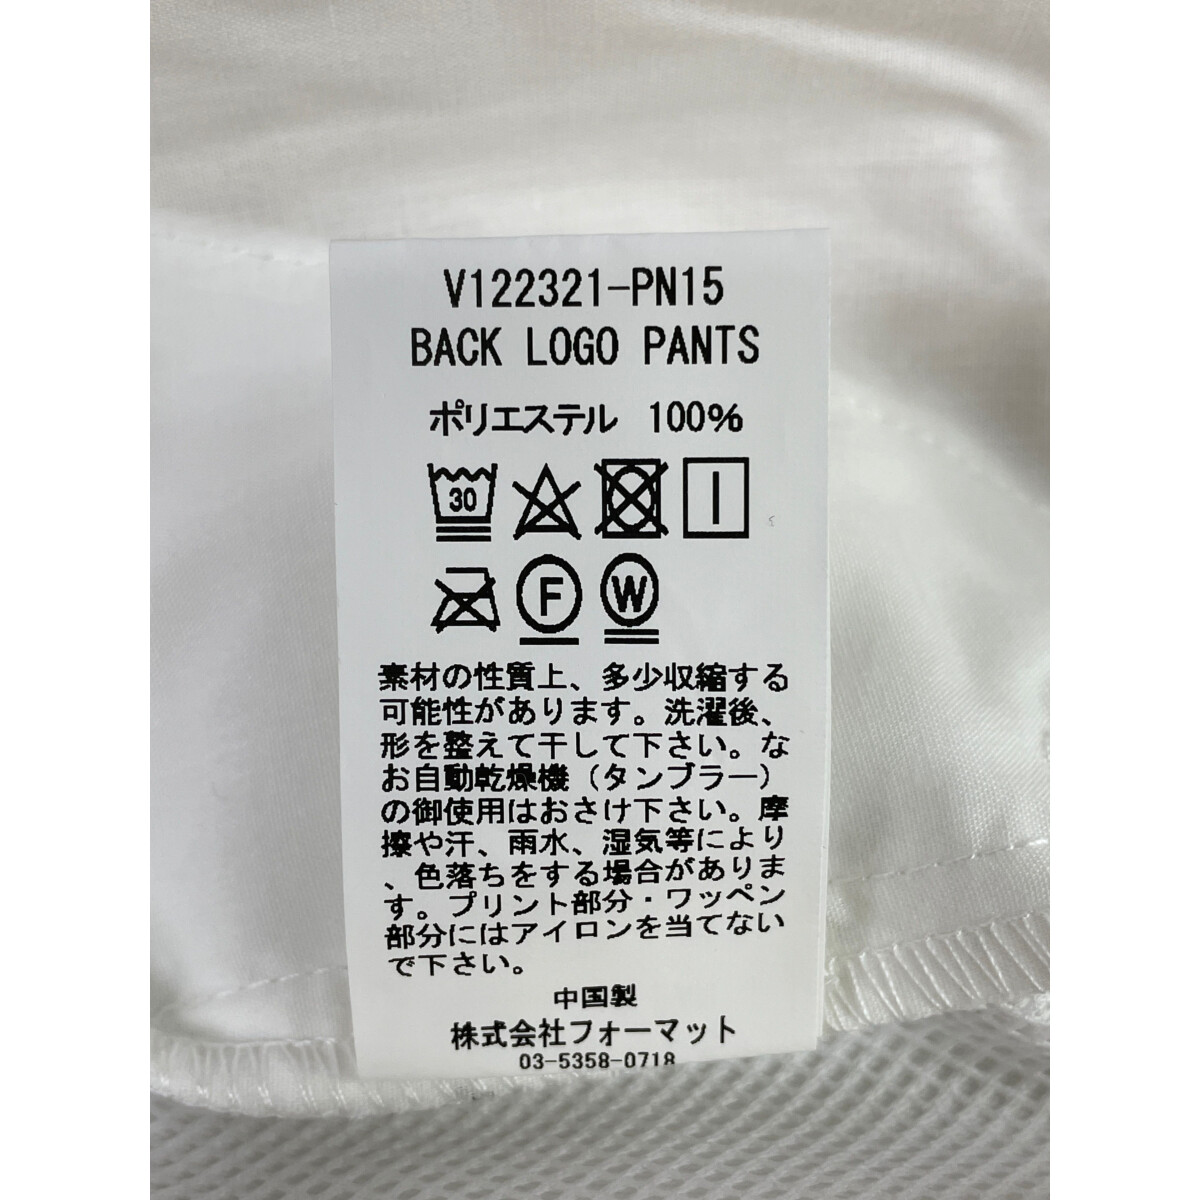 V122321-PN15
BACK LOGO PANTS
ポリエステル 100%
30
F W
素材の性質上、多少収縮する
可能性があります。洗濯後、
形を整えて干して下さい。な
お自動乾燥機（タンブラー）
の御使用はおさけ下さい。摩
擦や汗、雨水、湿気等により
、色落ちをする場合がありま
す。プリント部分・ワッペン
部分にはアイロンを当てない
で下さい。
中国製
株式会社フォーマット
03-5358-0718